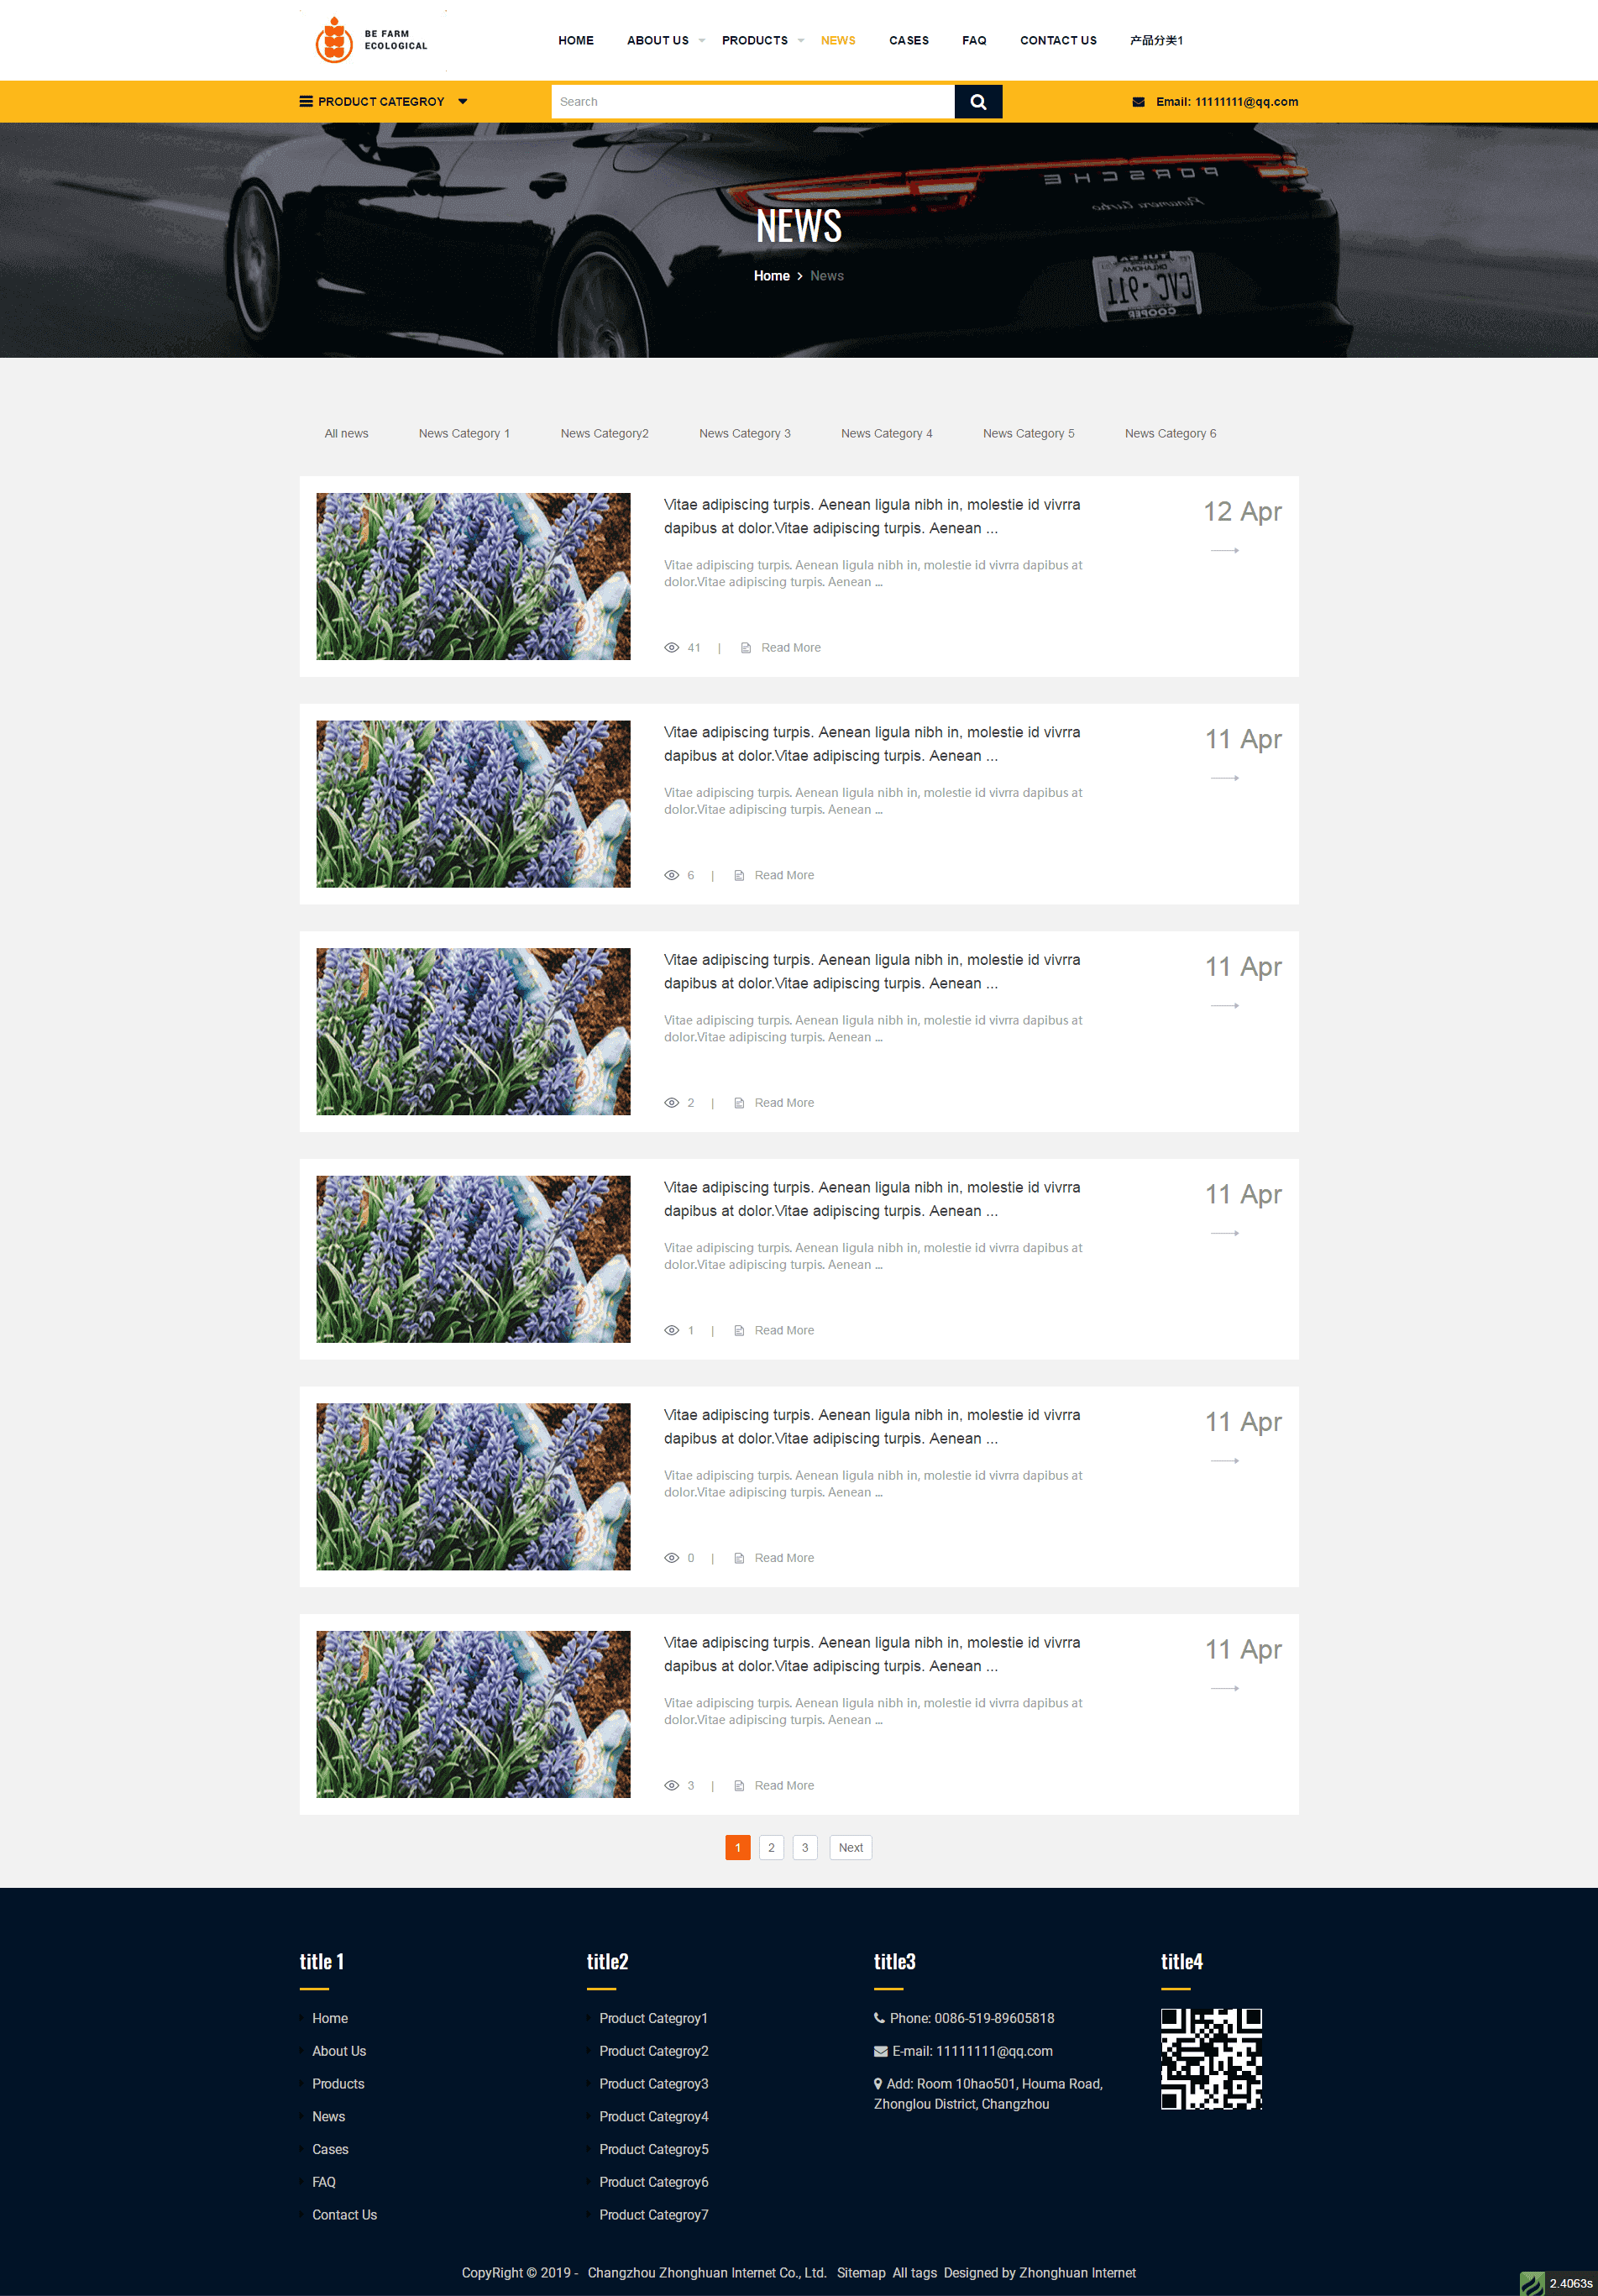 BE FARM
ECOLOGICAL
HOME ABOUT US PRODUCTS NEWS CASES FAQ CONTACT US 产品分类1
PRODUCT CATEGROY Search Email: 11111111@qq.com
PORSCHE
Panamera Turbo
OKLAHOMA
CVC-911
COOPER
NEWS
Home > News
All news News Category 1 News Category2 News Category 3 News Category 4 News Category 5 News Category 6
Vitae adipiscing turpis. Aenean ligula nibh in, molestie id vivrra
dapibus at dolor.Vitae adipiscing turpis. Aenean ...
12 Apr
Vitae adipiscing turpis. Aenean ligula nibh in, molestie id vivrra dapibus at
dolor.Vitae adipiscing turpis. Aenean ...
41 | Read More
Vitae adipiscing turpis. Aenean ligula nibh in, molestie id vivrra
dapibus at dolor.Vitae adipiscing turpis. Aenean ...
11 Apr
Vitae adipiscing turpis. Aenean ligula nibh in, molestie id vivrra dapibus at
dolor.Vitae adipiscing turpis. Aenean ...
6 | Read More
Vitae adipiscing turpis. Aenean ligula nibh in, molestie id vivrra
dapibus at dolor.Vitae adipiscing turpis. Aenean ...
11 Apr
Vitae adipiscing turpis. Aenean ligula nibh in, molestie id vivrra dapibus at
dolor.Vitae adipiscing turpis. Aenean ...
2 | Read More
Vitae adipiscing turpis. Aenean ligula nibh in, molestie id vivrra
dapibus at dolor.Vitae adipiscing turpis. Aenean ...
11 Apr
Vitae adipiscing turpis. Aenean ligula nibh in, molestie id vivrra dapibus at
dolor.Vitae adipiscing turpis. Aenean ...
1 | Read More
Vitae adipiscing turpis. Aenean ligula nibh in, molestie id vivrra
dapibus at dolor.Vitae adipiscing turpis. Aenean ...
11 Apr
Vitae adipiscing turpis. Aenean ligula nibh in, molestie id vivrra dapibus at
dolor.Vitae adipiscing turpis. Aenean ...
0 | Read More
Vitae adipiscing turpis. Aenean ligula nibh in, molestie id vivrra
dapibus at dolor.Vitae adipiscing turpis. Aenean ...
11 Apr
Vitae adipiscing turpis. Aenean ligula nibh in, molestie id vivrra dapibus at
dolor.Vitae adipiscing turpis. Aenean ...
3 | Read More
1 2 3 Next
title 1
Home
About Us
Products
News
Cases
FAQ
Contact Us
title2
Product Categroy1
Product Categroy2
Product Categroy3
Product Categroy4
Product Categroy5
Product Categroy6
Product Categroy7
title3
Phone: 0086-519-89605818
E-mail: 11111111@qq.com
Add: Room 10hao501, Houma Road,
Zhonglou District, Changzhou
title4
CopyRight © 2019 - Changzhou Zhonghuan Internet Co., Ltd. Sitemap All tags Designed by Zhonghuan Internet
2.4063s